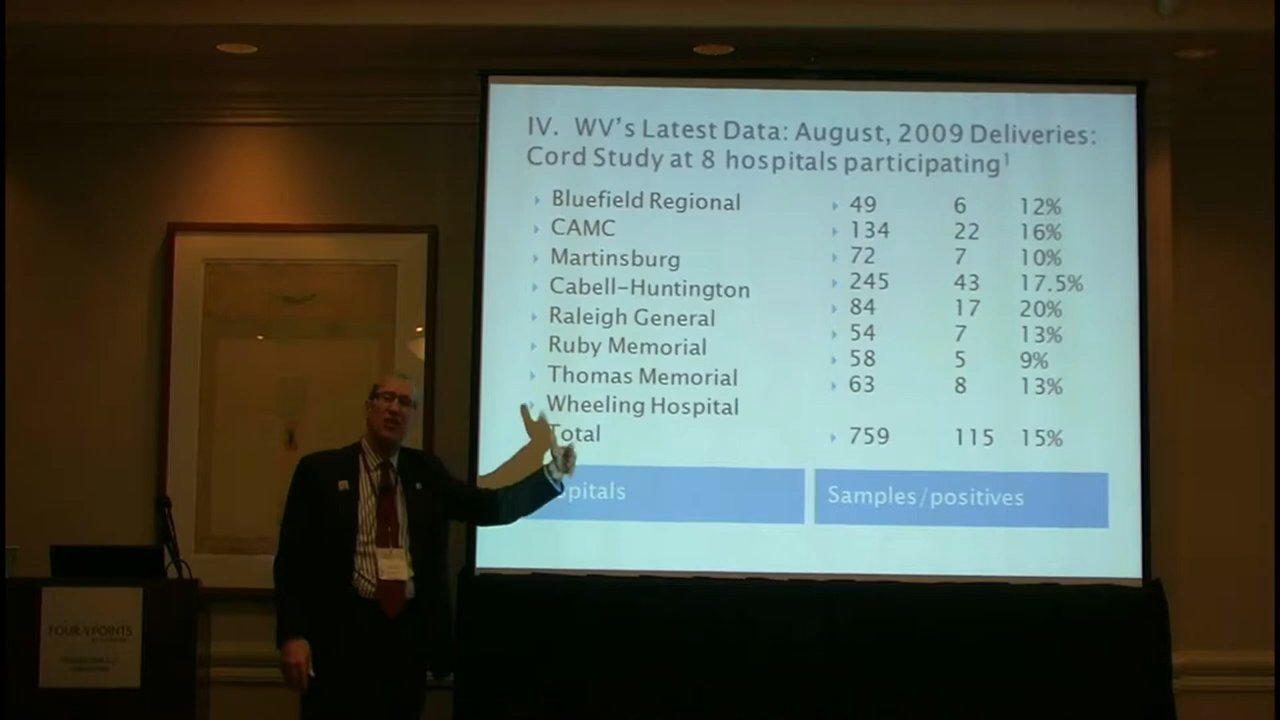 IV. WV's Latest Data: August, 2009 Deliveries:
Cord Study at 8 hospitals participating¹
Bluefield Regional 49 6 12%
CAMC 134 22 16%
Martinsburg 72 7 10%
Cabell-Huntington 245 43 17.5%
Raleigh General 84 17 20%
Ruby Memorial 54 7 13%
Thomas Memorial 58 5 9%
Wheeling Hospital 63 8 13%
Total 759 115 15%
pitals
Samples/positives
FOUR POINTS